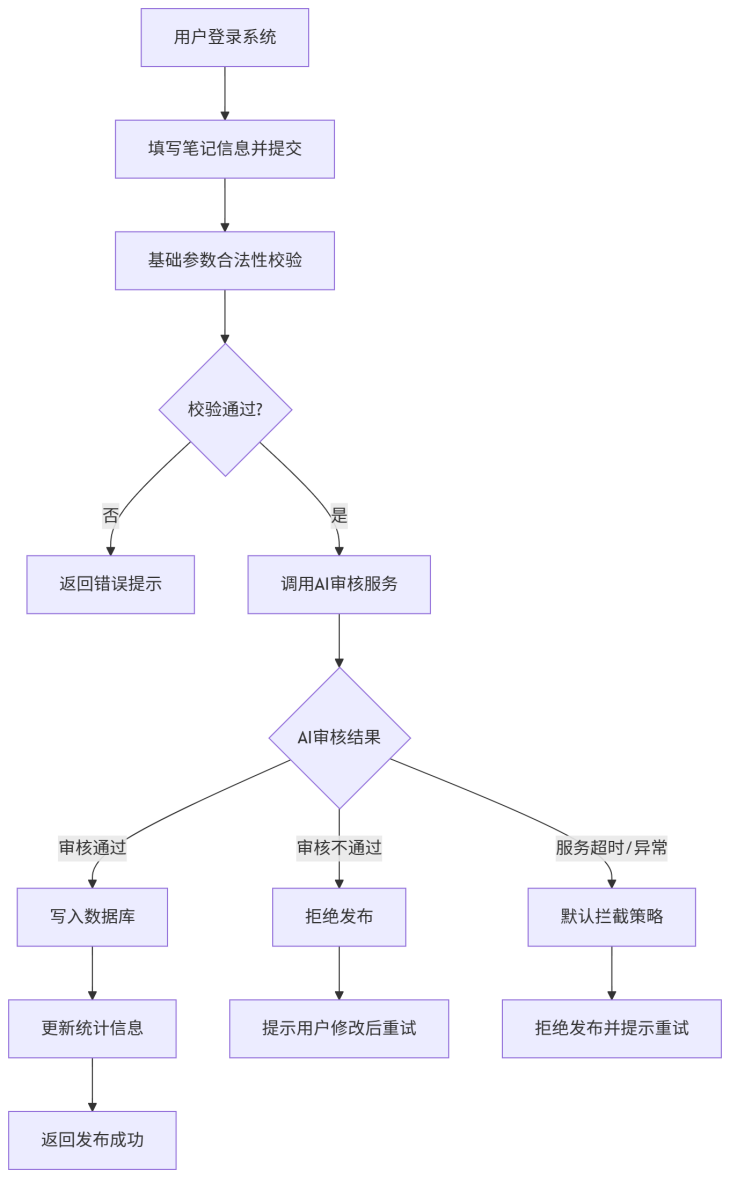 用户登录系统
填写笔记信息并提交
基础参数合法性校验
校验通过?
否
是
返回错误提示
调用AI审核服务
AI审核结果
审核通过
审核不通过
服务超时/异常
写入数据库
拒绝发布
默认拦截策略
更新统计信息
提示用户修改后重试
拒绝发布并提示重试
返回发布成功